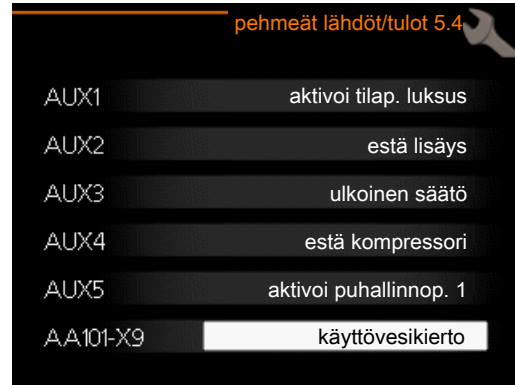 pehmeät lähdöt/tulot 5.4
AUX1 aktivoi tilap. luksus
AUX2 estä lisäys
AUX3 ulkoinen säätö
AUX4 estä kompressori
AUX5 aktivoi puhallinnop. 1
AA101-X9 käyttövesikierto